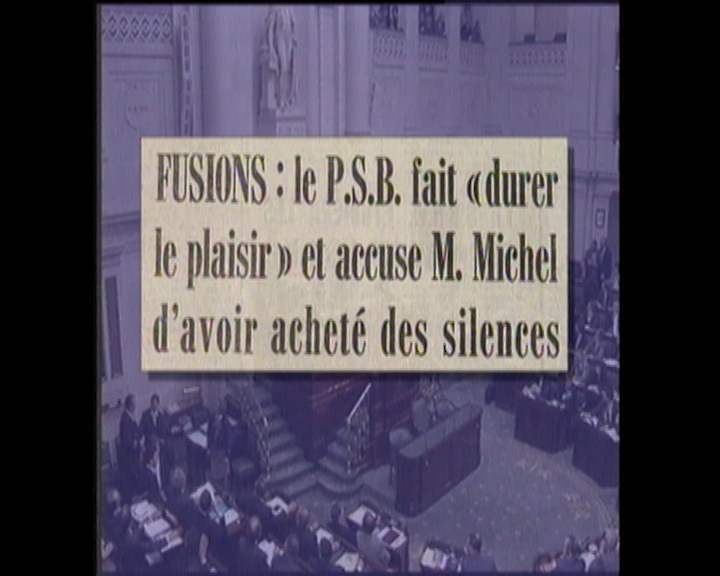 FUSIONS : le P.S.B. fait « durer
le plaisir » et accuse M. Michel
d'avoir acheté des silences